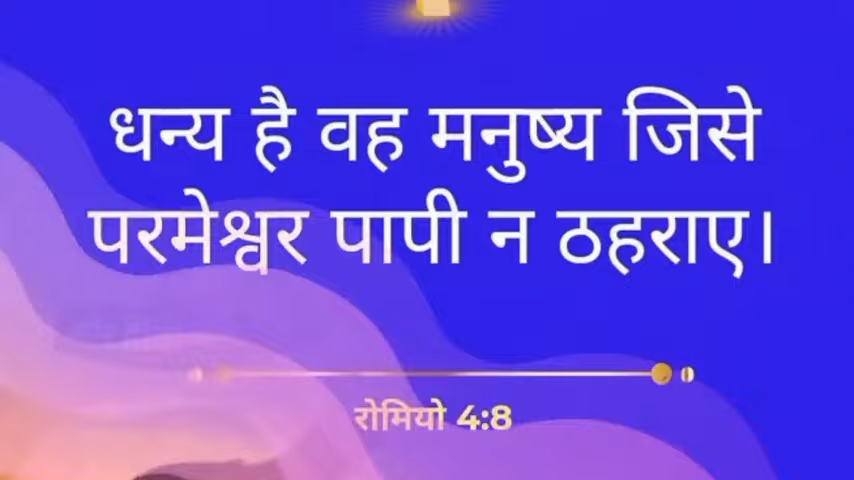 धन्य है वह मनुष्य जिसे
परमेश्वर पापी न ठहराए।
रोमियो 4:8